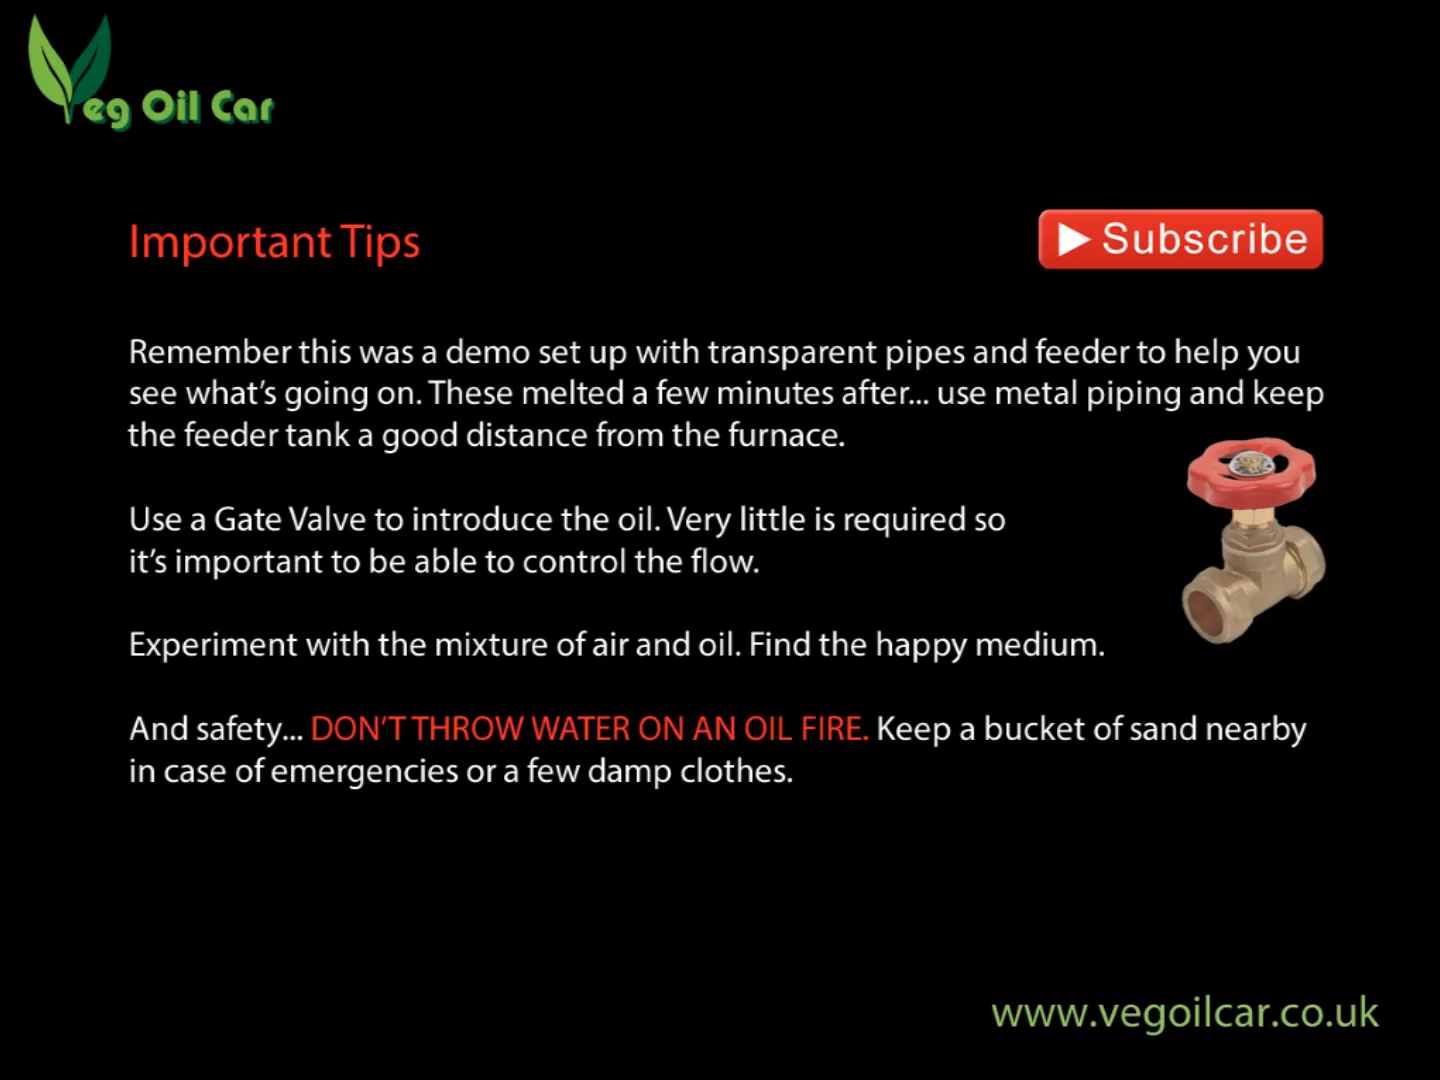 Veg Oil Car
Important Tips
Subscribe
Remember this was a demo set up with transparent pipes and feeder to help you
see what's going on. These melted a few minutes after... use metal piping and keep
the feeder tank a good distance from the furnace.
Use a Gate Valve to introduce the oil. Very little is required so
it's important to be able to control the flow.
Experiment with the mixture of air and oil. Find the happy medium.
And safety... DON'T THROW WATER ON AN OIL FIRE. Keep a bucket of sand nearby
in case of emergencies or a few damp clothes.
www.vegoilcar.co.uk